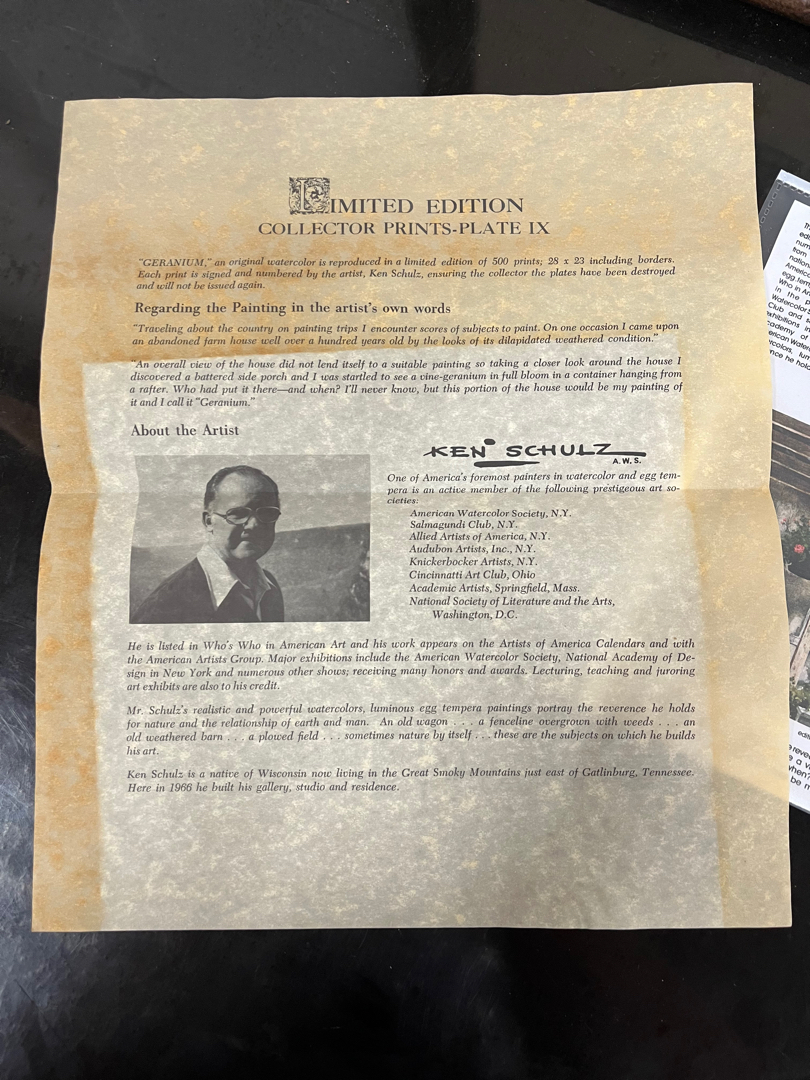 LIMITED EDITION
COLLECTOR PRINTS-PLATE IX
"GERANIUM," an original watercolor is reproduced in a limited edition of 500 prints; 28 x 23 including borders.
Each print is signed and numbered by the artist, Ken Schulz, ensuring the collector the plates have been destroyed
and will not be issued again.
Regarding the Painting in the artist's own words
"Traveling about the country on painting trips I encounter scores of subjects to paint. On one occasion I came upon
an abandoned farm house well over a hundred years old by the looks of its dilapidated weathered condition."
"An overall view of the house did not lend itself to a suitable painting so taking a closer look around the house I
discovered a battered side porch and I was startled to see a vine-geranium in full bloom in a container hanging from
a rafter. Who had put it there—and when? I'll never know, but this portion of the house would be my painting of
it and I call it "Geranium."
About the Artist
KEN SCHULZ
A.W.S.
One of America's foremost painters in watercolor and egg tem-
pera is an active member of the following prestigeous art so-
cieties:
American Watercolor Society, N.Y.
Salmagundi Club, N.Y.
Allied Artists of America, N.Y.
Audubon Artists, Inc., N.Y.
Knickerbocker Artists, N.Y.
Cincinnatti Art Club, Ohio
Academic Artists, Springfield, Mass.
National Society of Literature and the Arts,
Washington, D.C.
He is listed in Who's Who in American Art and his work appears on the Artists of America Calendars and with
the American Artists Group. Major exhibitions include the American Watercolor Society, National Academy of De-
sign in New York and numerous other shows; receiving many honors and awards. Lecturing, teaching and juroring
art exhibits are also to his credit.
Mr. Schulz's realistic and powerful watercolors, luminous egg tempera paintings portray the reverence he holds
for nature and the relationship of earth and man. An old wagon . . . a fenceline overgrown with weeds . . . an
old weathered barn . . . a plowed field . . . sometimes nature by itself . . . these are the subjects on which he builds
his art.
Ken Schulz is a native of Wisconsin now living in the Great Smoky Mountains just east of Gatlinburg, Tennessee.
Here in 1966 he built his gallery, studio and residence.
from
America
egg tem
Who in A
in the p
Watercolor S
Club and s